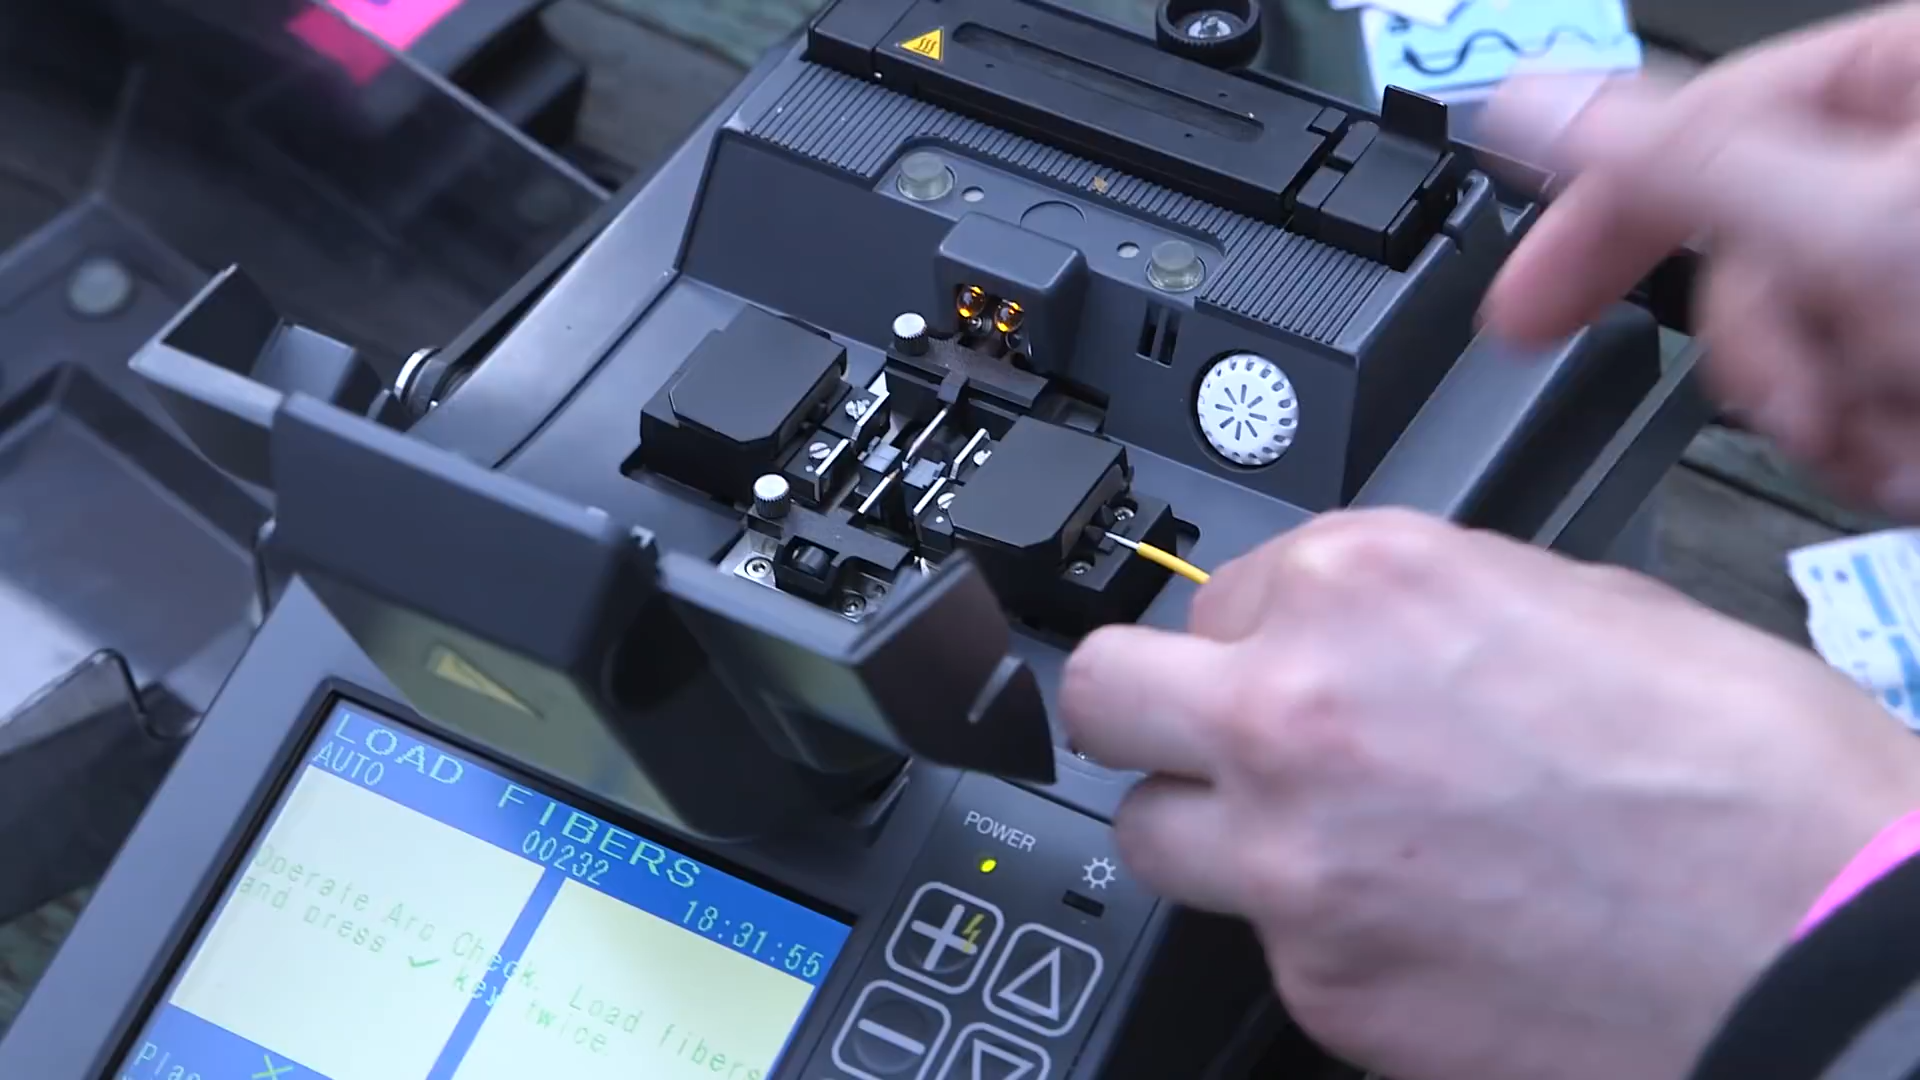 LOAD FIBERS
AUTO
00232
18:31:55
Operate Arc Check. Load fibers
and press ✓ key twice.
POWER